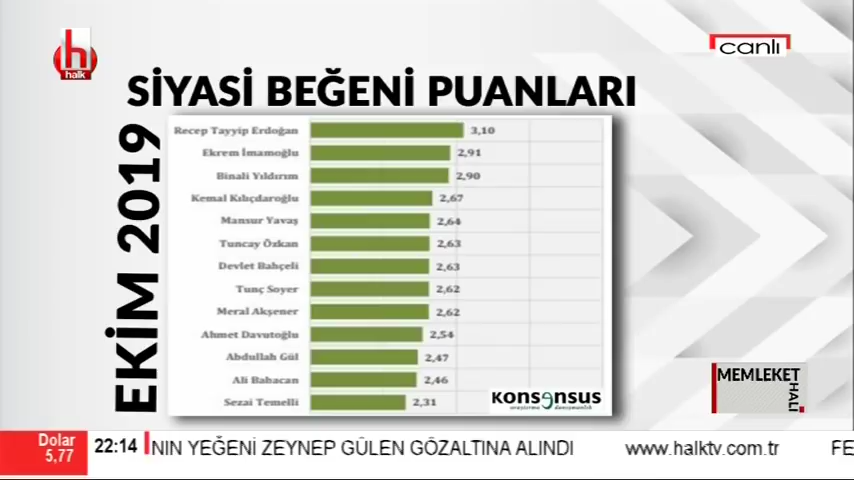 h
halk
canlı
SİYASİ BEĞENİ PUANLARI
EKİM 2019
Recep Tayyip Erdoğan 3,10
Ekrem İmamoğlu 2,91
Binali Yıldırım 2,90
Kemal Kılıçdaroğlu 2,67
Mansur Yavaş 2,64
Tuncay Özkan 2,63
Devlet Bahçeli 2,63
Tunç Soyer 2,62
Meral Akşener 2,62
Ahmet Davutoğlu 2,54
Abdullah Gül 2,47
Ali Babacan 2,46
Sezai Temelli 2,31
konsensus
araştırma danışmanlık
MEMLEKET
HALİ
Dolar
5,77
22:14
NIN YEĞENİ ZEYNEP GÜLEN GÖZALTINA ALINDI
www.halktv.com.tr
FE